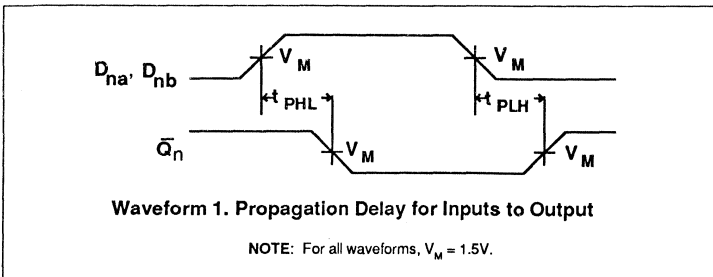 Dna, Dnb
VM
VM
tPHL
tPLH
Q̅n
VM
VM
Waveform 1. Propagation Delay for Inputs to Output
NOTE: For all waveforms, VM = 1.5V.